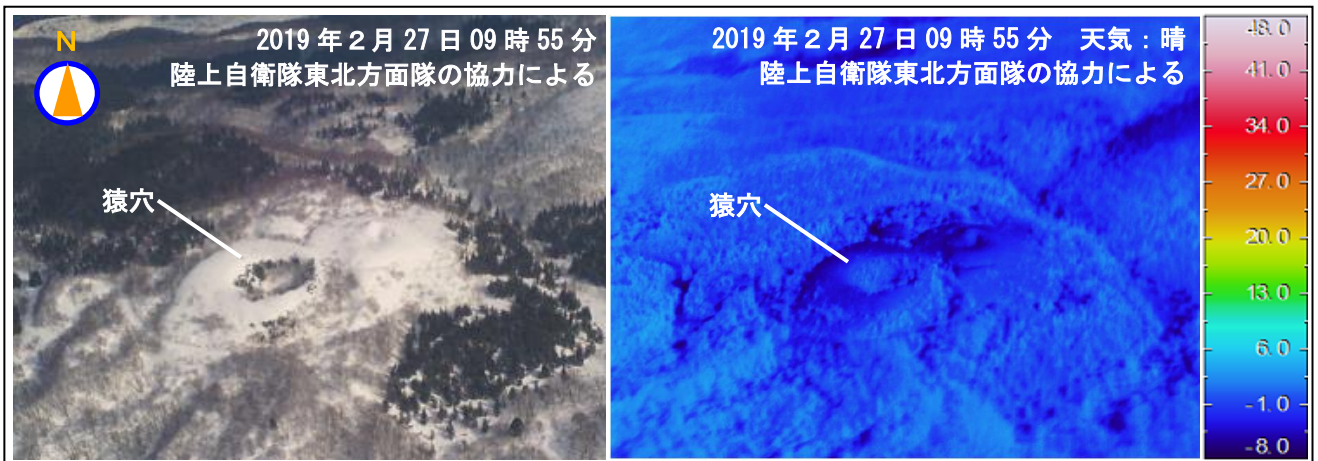 N
2019年2月27日09時55分
陸上自衛隊東北方面隊の協力による
猿穴
2019年2月27日09時55分 天気：晴
陸上自衛隊東北方面隊の協力による
猿穴
48.0
41.0
34.0
27.0
20.0
13.0
6.0
-1.0
-8.0